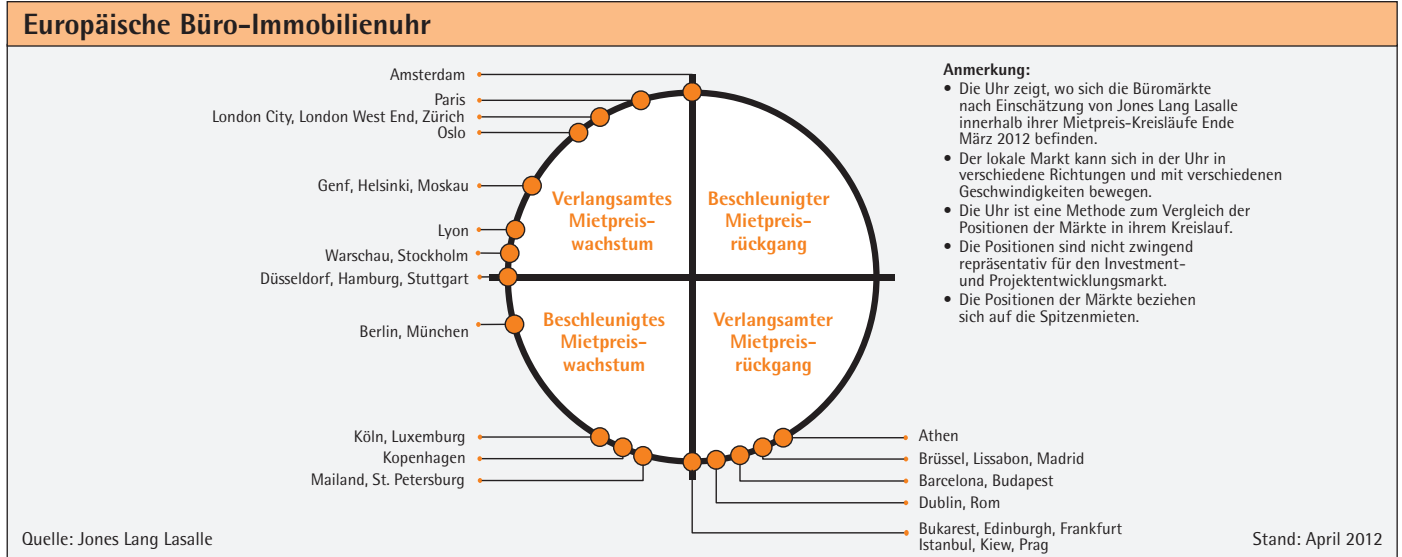 Europäische Büro-Immobilienuhr
Amsterdam
Paris
London City, London West End, Zürich
Oslo
Genf, Helsinki, Moskau
Lyon
Warschau, Stockholm
Düsseldorf, Hamburg, Stuttgart
Berlin, München
Köln, Luxemburg
Kopenhagen
Mailand, St. Petersburg
Verlangsamtes
Mietpreis-
wachstum
Beschleunigter
Mietpreis-
rückgang
Beschleunigtes
Mietpreis-
wachstum
Verlangsamter
Mietpreis-
rückgang
Athen
Brüssel, Lissabon, Madrid
Barcelona, Budapest
Dublin, Rom
Bukarest, Edinburgh, Frankfurt
Istanbul, Kiew, Prag
Anmerkung:
• Die Uhr zeigt, wo sich die Büromärkte
nach Einschätzung von Jones Lang Lasalle
innerhalb ihrer Mietpreis-Kreisläufe Ende
März 2012 befinden.
• Der lokale Markt kann sich in der Uhr in
verschiedene Richtungen und mit verschiedenen
Geschwindigkeiten bewegen.
• Die Uhr ist eine Methode zum Vergleich der
Positionen der Märkte in ihrem Kreislauf.
• Die Positionen sind nicht zwingend
repräsentativ für den Investment-
und Projektentwicklungsmarkt.
• Die Positionen der Märkte beziehen
sich auf die Spitzenmieten.
Quelle: Jones Lang Lasalle
Stand: April 2012